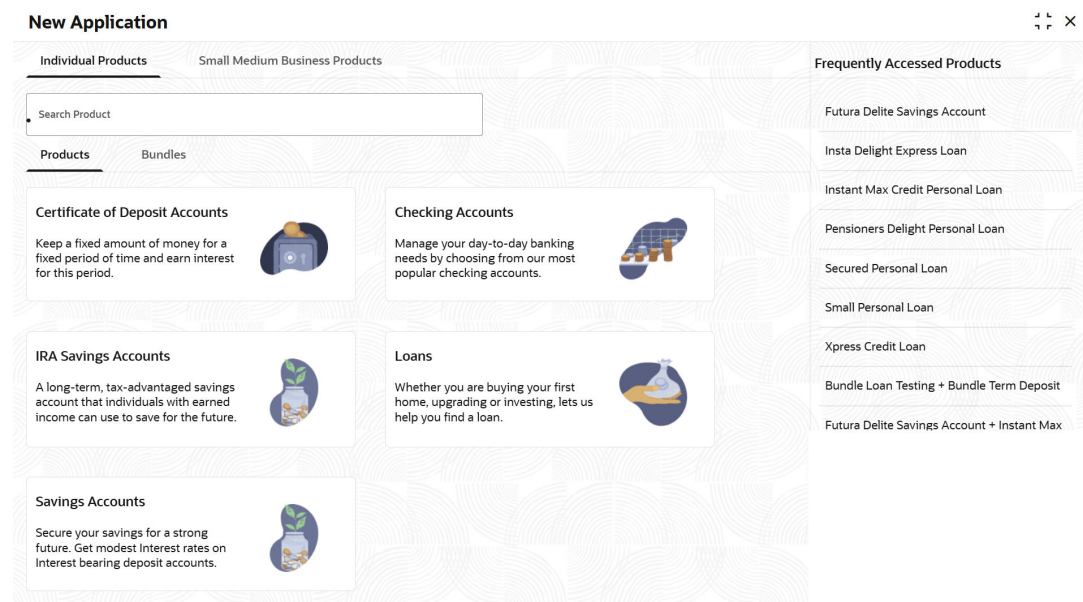 New Application
Individual Products
Small Medium Business Products
Search Product
Products
Bundles
Certificate of Deposit Accounts
Keep a fixed amount of money for a
fixed period of time and earn interest
for this period.
Checking Accounts
Manage your day-to-day banking
needs by choosing from our most
popular checking accounts.
IRA Savings Accounts
A long-term, tax-advantaged savings
account that individuals with earned
income can use to save for the future.
Loans
Whether you are buying your first
home, upgrading or investing, lets us
help you find a loan.
Savings Accounts
Secure your savings for a strong
future. Get modest Interest rates on
Interest bearing deposit accounts.
Frequently Accessed Products
Futura Delite Savings Account
Insta Delight Express Loan
Instant Max Credit Personal Loan
Pensioners Delight Personal Loan
Secured Personal Loan
Small Personal Loan
Xpress Credit Loan
Bundle Loan Testing + Bundle Term Deposit
Futura Delite Savings Account + Instant Max